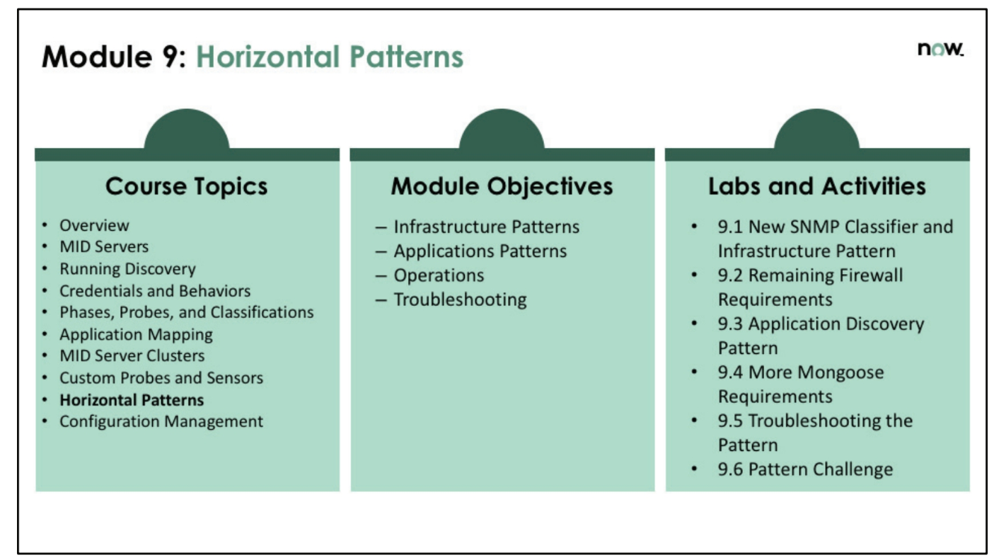 Module 9: Horizontal Patterns
now.
Course Topics
• Overview
• MID Servers
• Running Discovery
• Credentials and Behaviors
• Phases, Probes, and Classifications
• Application Mapping
• MID Server Clusters
• Custom Probes and Sensors
• Horizontal Patterns
• Configuration Management
Module Objectives
– Infrastructure Patterns
– Applications Patterns
– Operations
– Troubleshooting
Labs and Activities
• 9.1 New SNMP Classifier and
Infrastructure Pattern
• 9.2 Remaining Firewall
Requirements
• 9.3 Application Discovery
Pattern
• 9.4 More Mongoose
Requirements
• 9.5 Troubleshooting the
Pattern
• 9.6 Pattern Challenge